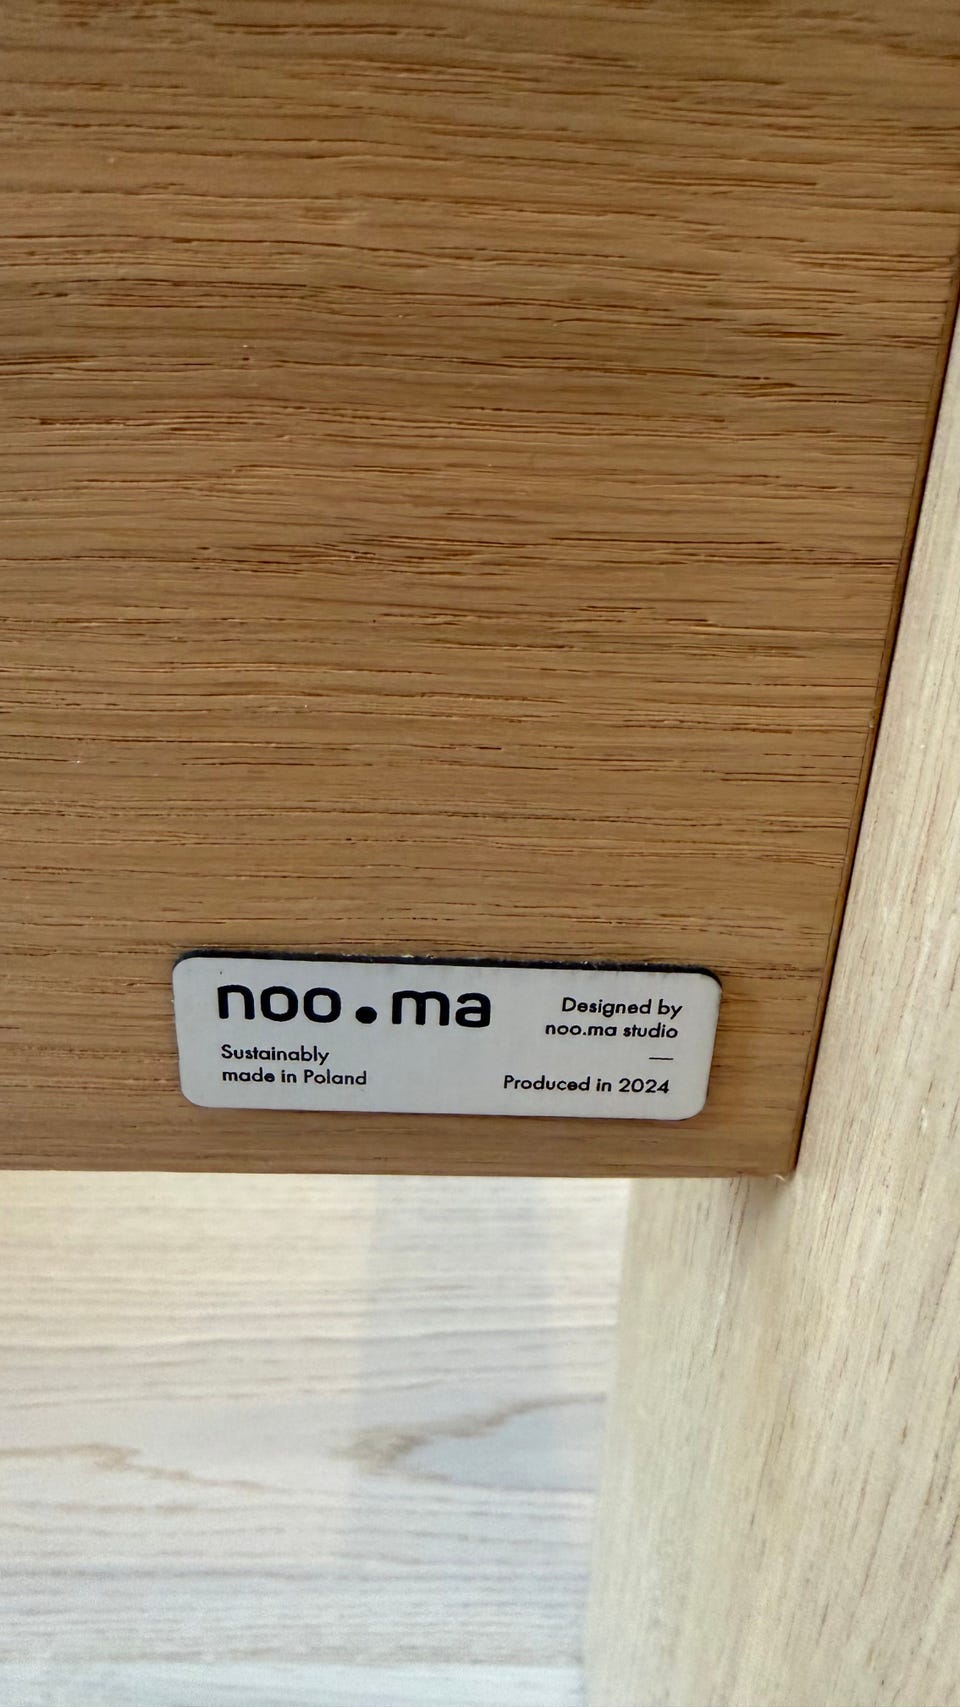 noo.ma
Sustainably
made in Poland
Designed by
noo.ma studio
—
Produced in 2024